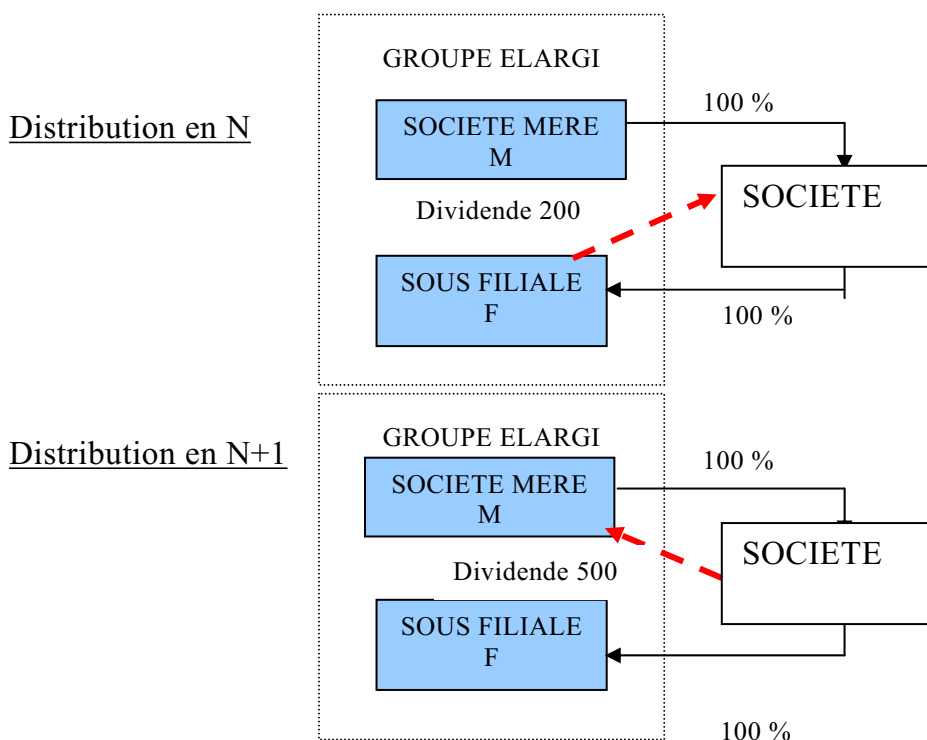 GROUPE ELARGI
100 %
Distribution en N
SOCIETE MERE
M
SOCIETE
Dividende 200
SOUS FILIALE
F
100 %
GROUPE ELARGI
Distribution en N+1
100 %
SOCIETE MERE
M
SOCIETE
Dividende 500
SOUS FILIALE
F
100 %